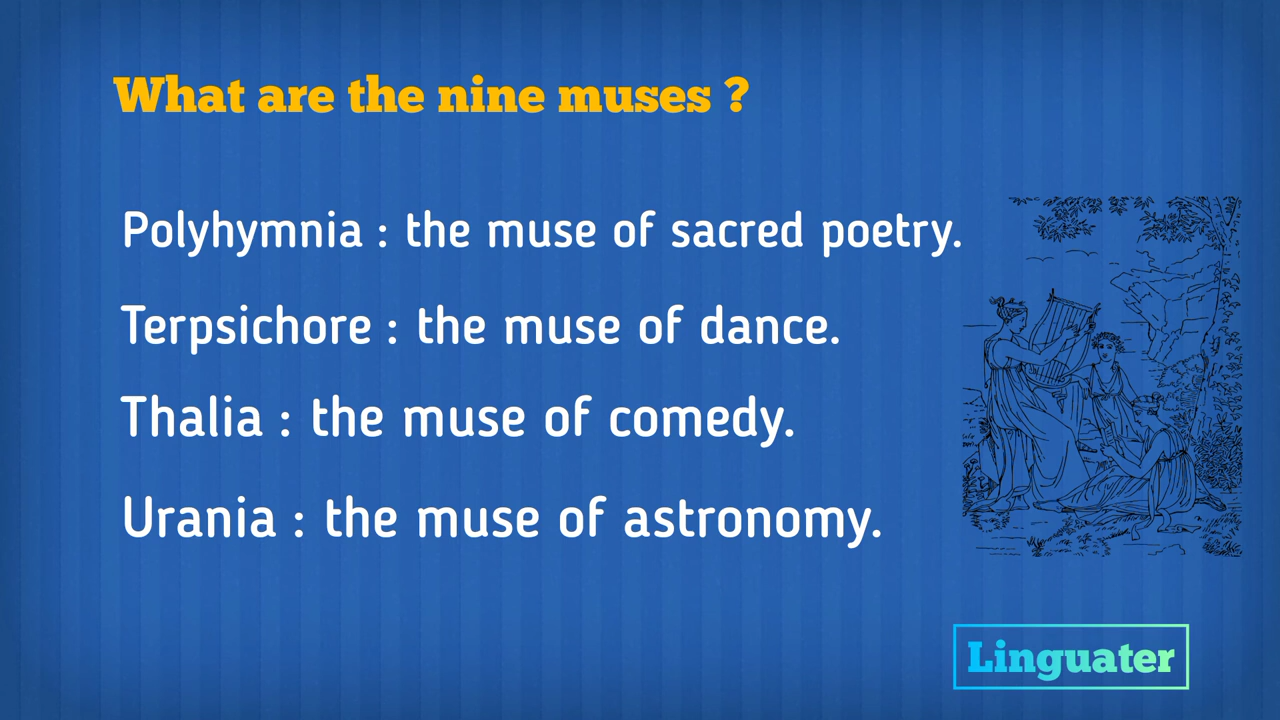 What are the nine muses ?
Polyhymnia : the muse of sacred poetry.
Terpsichore : the muse of dance.
Thalia : the muse of comedy.
Urania : the muse of astronomy.
Linguater